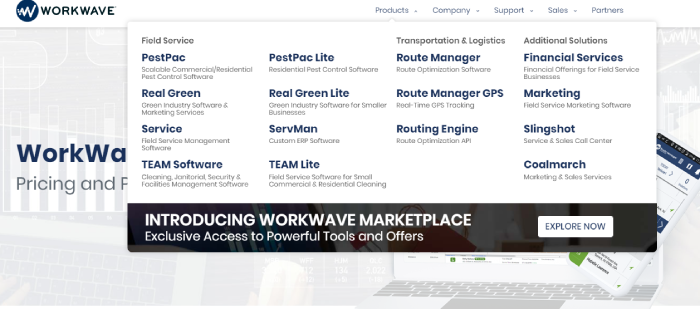 WORKWAVE
Products Company Support Sales Partners
Field Service
PestPac
Scalable Commercial/Residential
Pest Control Software
Real Green
Green Industry Software &
Marketing Services
Service
Field Service Management
Software
TEAM Software
Cleaning, Janitorial, Security &
Facilities Management Software
PestPac Lite
Residential Pest Control Software
Real Green Lite
Green Industry Software for Smaller
Businesses
ServMan
Custom ERP Software
TEAM Lite
Field Service Software for Small
Commercial & Residential Cleaning
Transportation & Logistics
Route Manager
Route Optimization Software
Route Manager GPS
Real-Time GPS Tracking
Routing Engine
Route Optimization API
Additional Solutions
Financial Services
Financial Offerings for Field Service
Businesses
Marketing
Field Service Marketing Software
Slingshot
Service & Sales Call Center
Coalmarch
Marketing & Sales Services
WorkWa
Pricing and P
INTRODUCING WORKWAVE MARKETPLACE
Exclusive Access to Powerful Tools and Offers
EXPLORE NOW